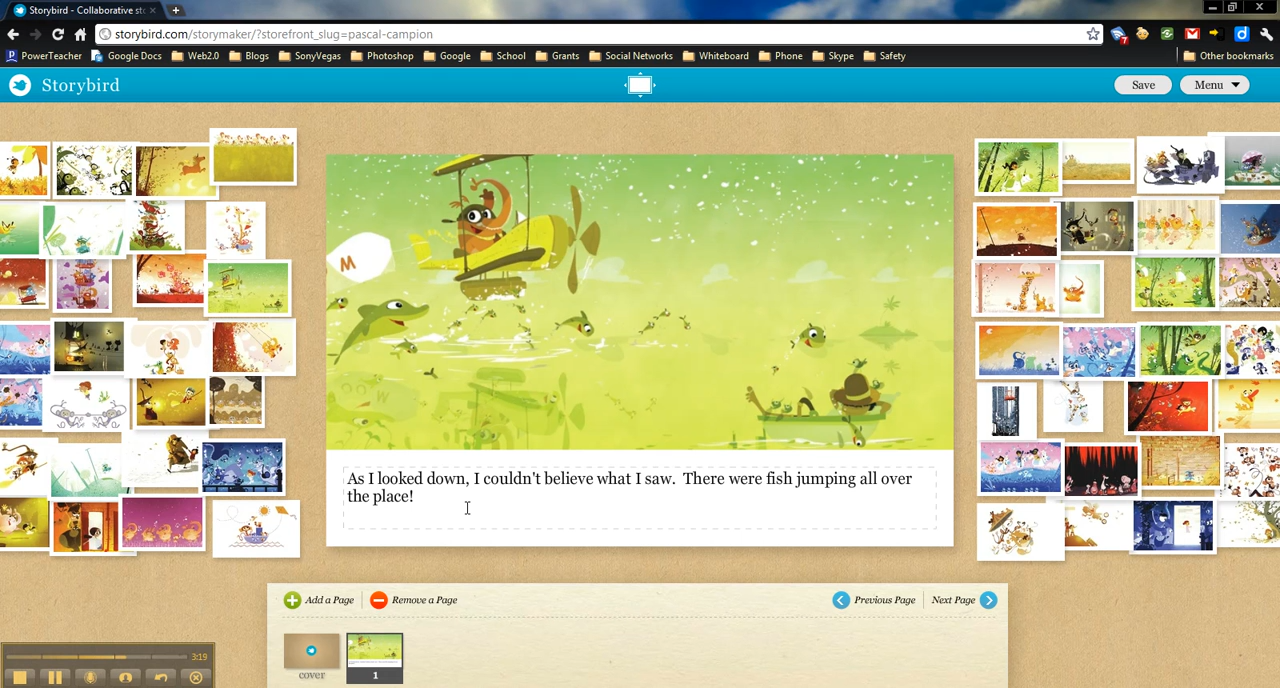 Storybird - Collaborative sto
storybird.com/storymaker/?storefront_slug=pascal-campion
7
PowerTeacher Google Docs Web2.0 Blogs SonyVegas Photoshop Google School Grants Social Networks Whiteboard Phone Skype Safety Other bookmarks
Storybird Save Menu
M
As I looked down, I couldn't believe what I saw.  There were fish jumping all over
the place!
Add a Page Remove a Page Previous Page Next Page
3:19
cover 1